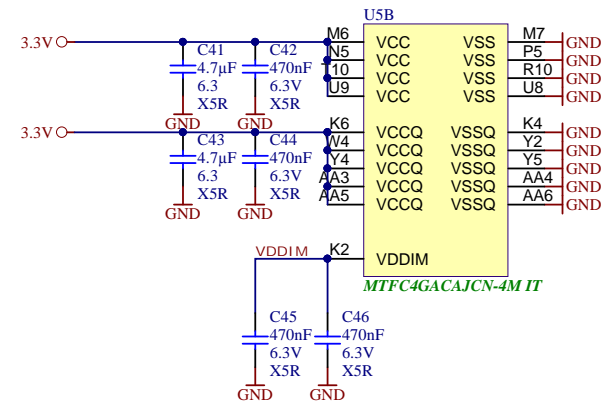 U5B
3.3V
C41
4.7µF
6.3
X5R
GND
C42
470nF
6.3V
X5R
GND
M6 VCC VSS M7 GND
N5 VCC VSS P5 GND
T10 VCC VSS R10 GND
U9 VCC VSS U8 GND
3.3V
C43
4.7µF
6.3
X5R
GND
C44
470nF
6.3V
X5R
GND
K6 VCCQ VSSQ K4 GND
W4 VCCQ VSSQ Y2 GND
Y4 VCCQ VSSQ Y5 GND
AA3 VCCQ VSSQ AA4 GND
AA5 VCCQ VSSQ AA6 GND
VDDIM K2 VDDIM
MTFC4GACAJCN-4M IT
C45
470nF
6.3V
X5R
GND
C46
470nF
6.3V
X5R
GND